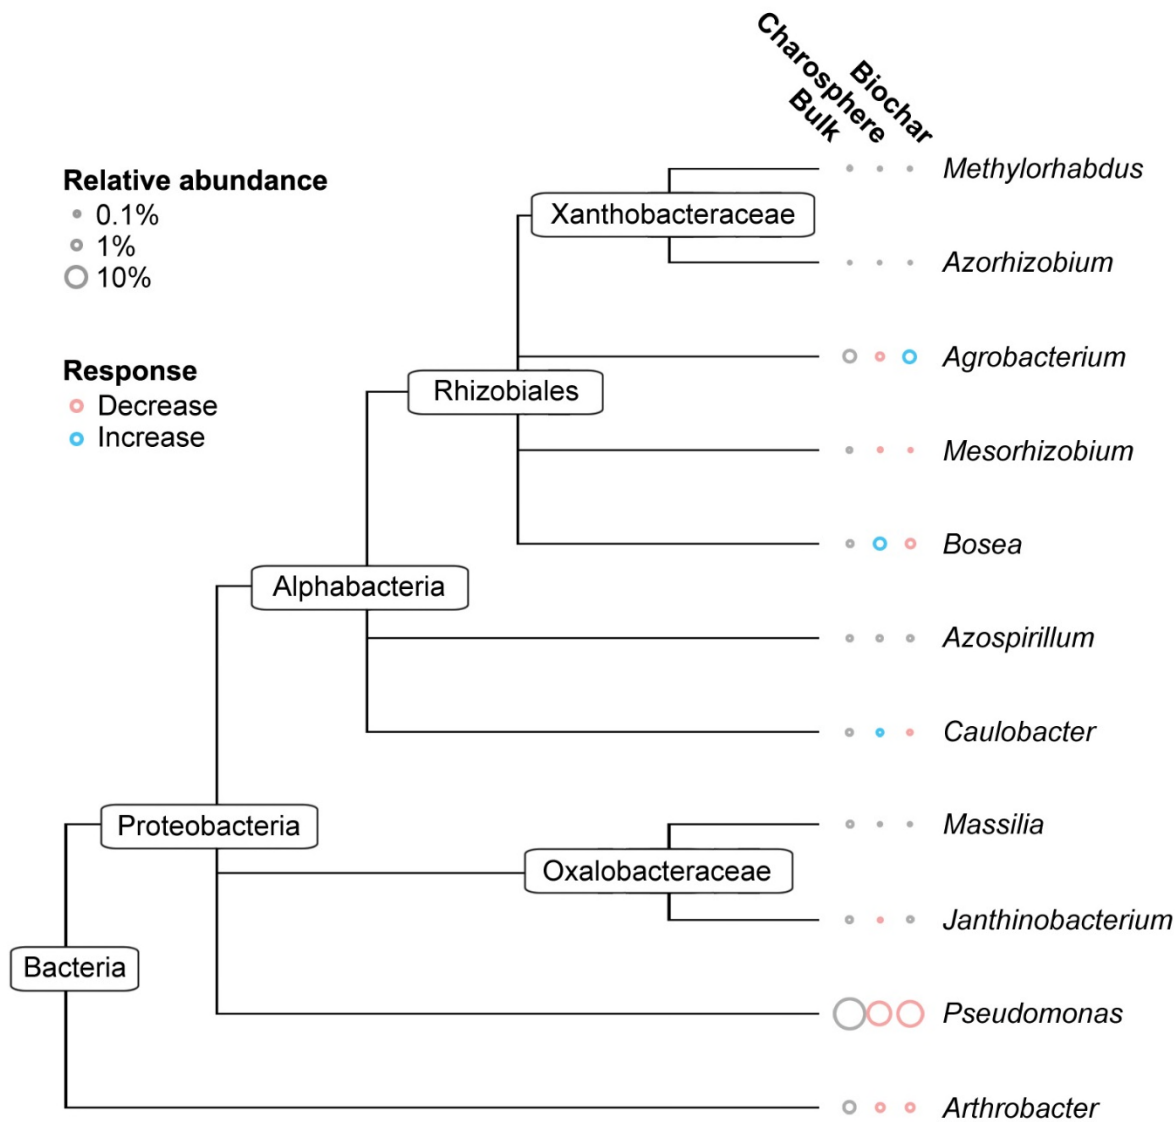 Charosphere
Biochar
Bulk
Relative abundance
0.1%
1%
10%
Response
Decrease
Increase
Methylorhabdus
Xanthobacteraceae
Azorhizobium
Agrobacterium
Rhizobiales
Mesorhizobium
Bosea
Alphabacteria
Azospirillum
Caulobacter
Proteobacteria
Massilia
Oxalobacteraceae
Janthinobacterium
Bacteria
Pseudomonas
Arthrobacter